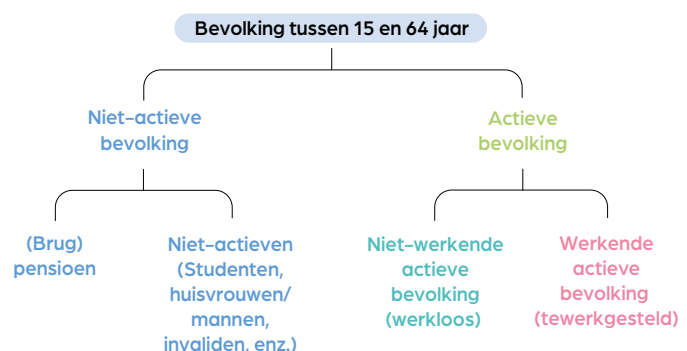 Bevolking tussen 15 en 64 jaar
Niet-actieve
bevolking
Actieve
bevolking
(Brug)
pensioen
Niet-actieven
(Studenten,
huisvrouwen/
mannen,
invaliden, enz.)
Niet-werkende
actieve
bevolking
(werkloos)
Werkende
actieve
bevolking
(tewerkgesteld)